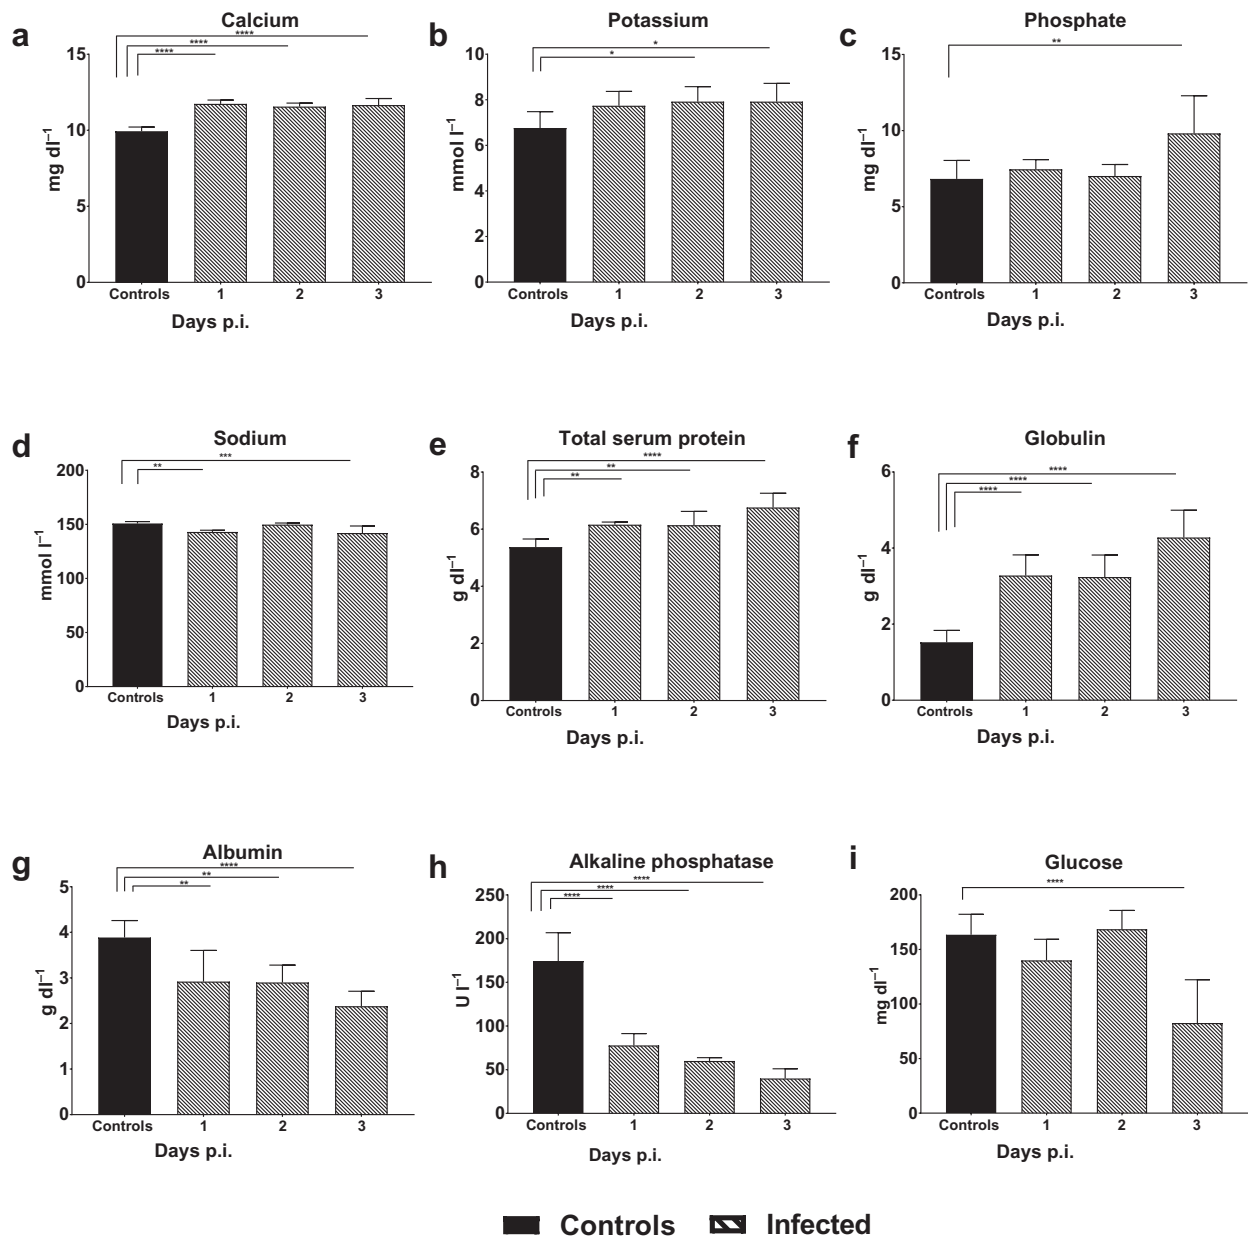 a
Calcium
****
****
****
15
10
5
0
mg dl⁻¹
Controls 1 2 3
Days p.i.
b
Potassium
*
*
10
8
6
4
2
0
mmol l⁻¹
Controls 1 2 3
Days p.i.
c
Phosphate
**
15
10
5
0
mg dl⁻¹
Controls 1 2 3
Days p.i.
d
Sodium
***
**
200
150
100
50
0
mmol l⁻¹
Controls 1 2 3
Days p.i.
e
Total serum protein
****
**
**
8
6
4
2
0
g dl⁻¹
Controls 1 2 3
Days p.i.
f
Globulin
****
****
****
6
4
2
0
g dl⁻¹
Controls 1 2 3
Days p.i.
g
Albumin
****
**
**
5
4
3
2
1
0
g dl⁻¹
Controls 1 2 3
Days p.i.
h
Alkaline phosphatase
****
****
****
250
200
150
100
50
0
U l⁻¹
Controls 1 2 3
Days p.i.
i
Glucose
****
200
150
100
50
0
mg dl⁻¹
Controls 1 2 3
Days p.i.
Controls Infected